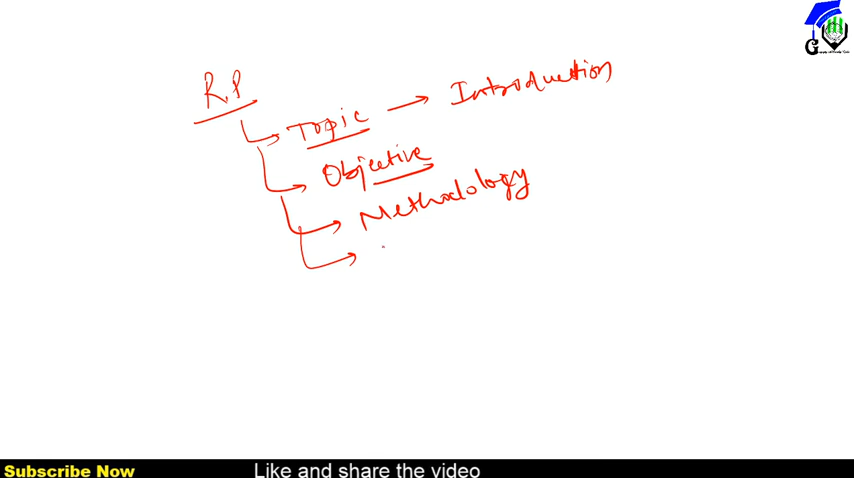 R.P
Topic → Introduction
Objective
Methodology
Subscribe Now
Like and share the video